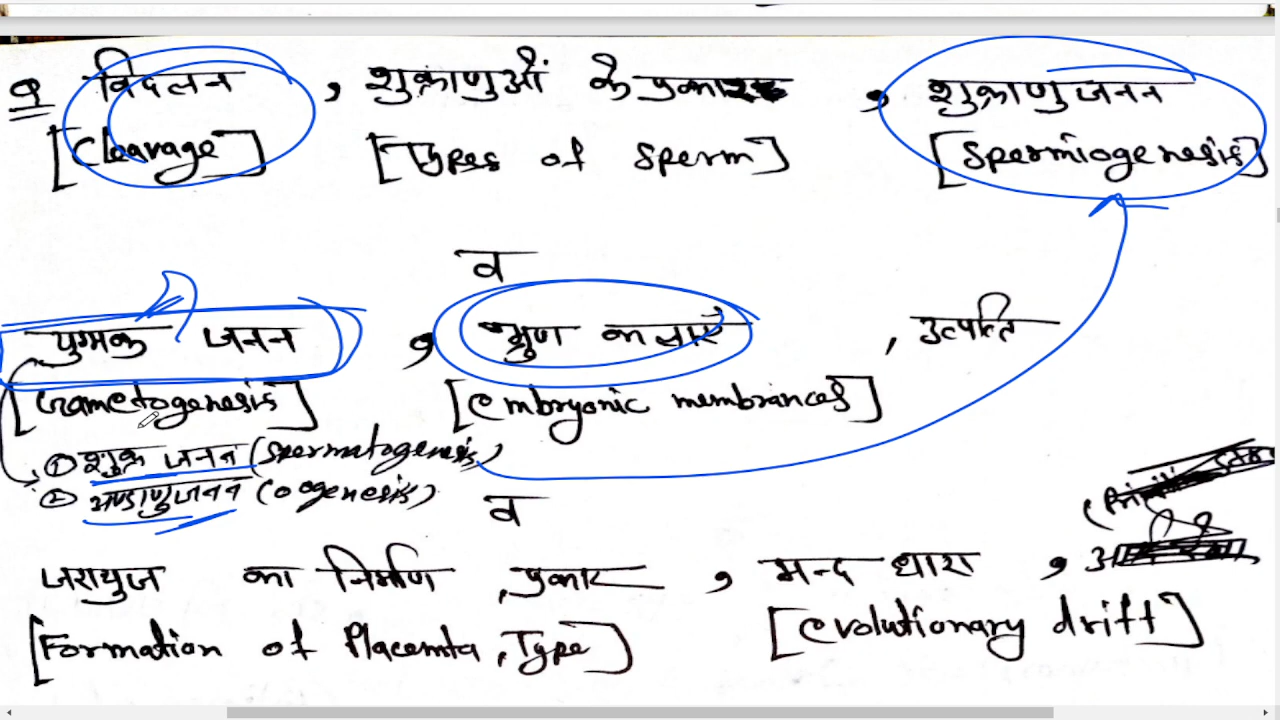 Q विदलन , शुक्राणुओं के प्रकार , शुक्राणुजनन
[Cleavage] [Types of sperm] [Spermiogenesis]
व
युग्मक जनन , भ्रुण कलाएँ , उत्पत्ति
[Gametogenesis] [embryonic membrances]
① शुक्र जनन (Spermatogenesis)
② अण्डाणुजनन (oogenesis)
व
जरायुज का निर्माण , प्रकार , मन्द धारा ,
[Formation of Placenta, Type] [evolutionary drift]